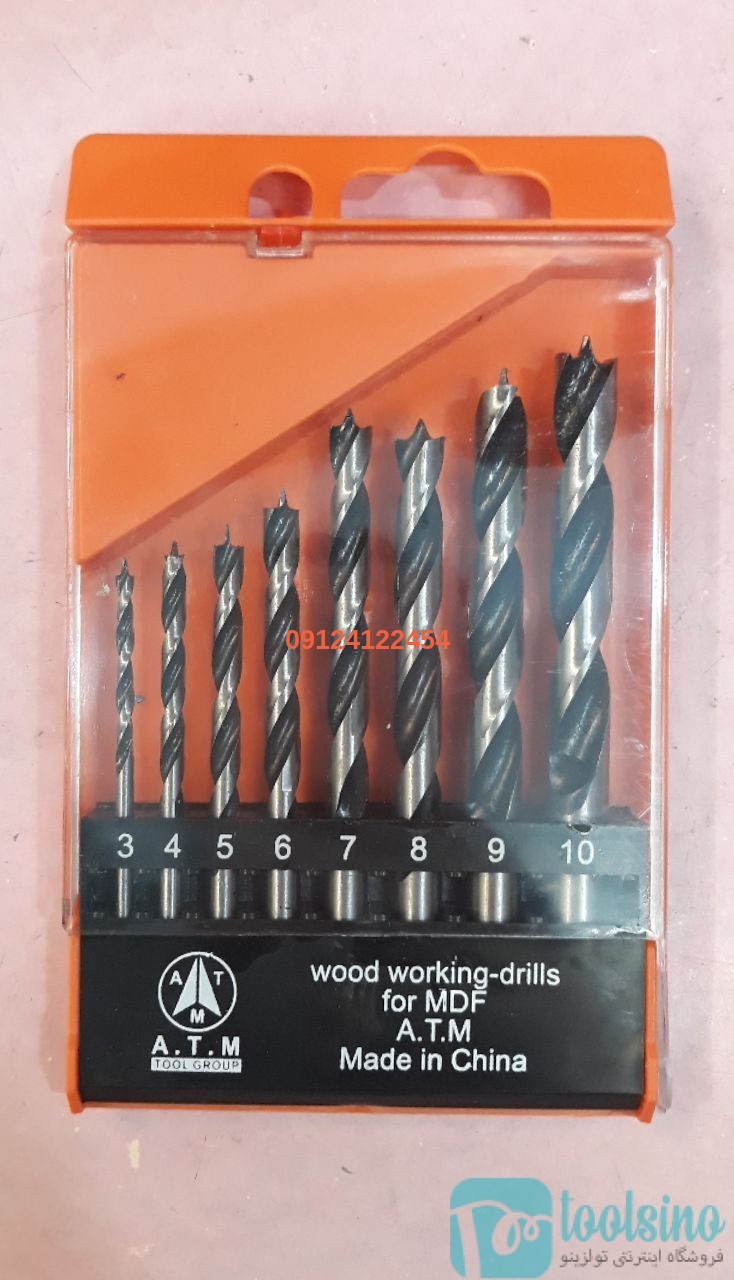 09124122454
3 4 5 6 7 8 9 10
A T
M
A.T.M
TOOL GROUP
wood working-drills
for MDF
A.T.M
Made in China
toolsino
فروشگاه اینترنتی تولزینو